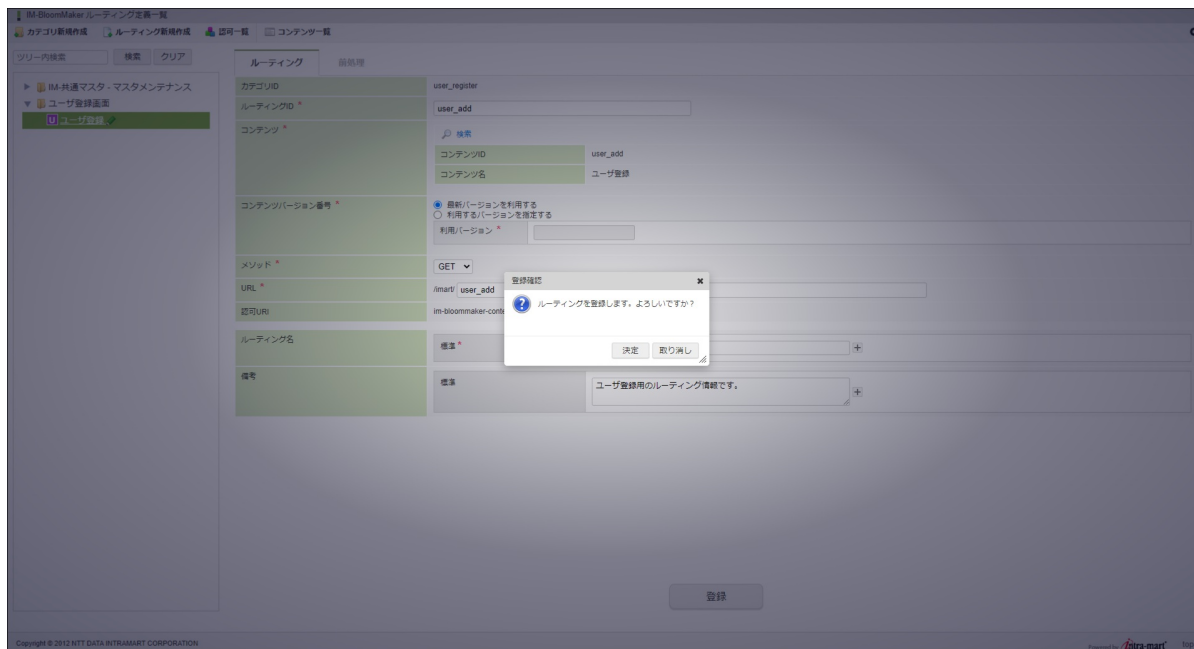 IM-BloomMaker ルーティング定義一覧
カテゴリ新規作成 ルーティング新規作成 認可一覧 コンテンツ一覧
ツリー内検索 検索 クリア
IM-共通マスタ - マスタメンテナンス
ユーザ登録画面
ユーザ登録
ルーティング 前処理
カテゴリID user_register
ルーティングID * user_add
コンテンツ * 検索
コンテンツID user_add
コンテンツ名 ユーザ登録
コンテンツバージョン番号 * 最新バージョンを利用する
利用するバージョンを指定する
利用バージョン *
メソッド * GET
URL * /imart/ user_add
認可URI im-bloommaker-conte
ルーティング名 標準 *
備考 標準 ユーザ登録用のルーティング情報です。
登録確認
ルーティングを登録します。よろしいですか？
決定 取り消し
登録
Copyright © 2012 NTT DATA INTRAMART CORPORATION
Powered by intra-mart Top